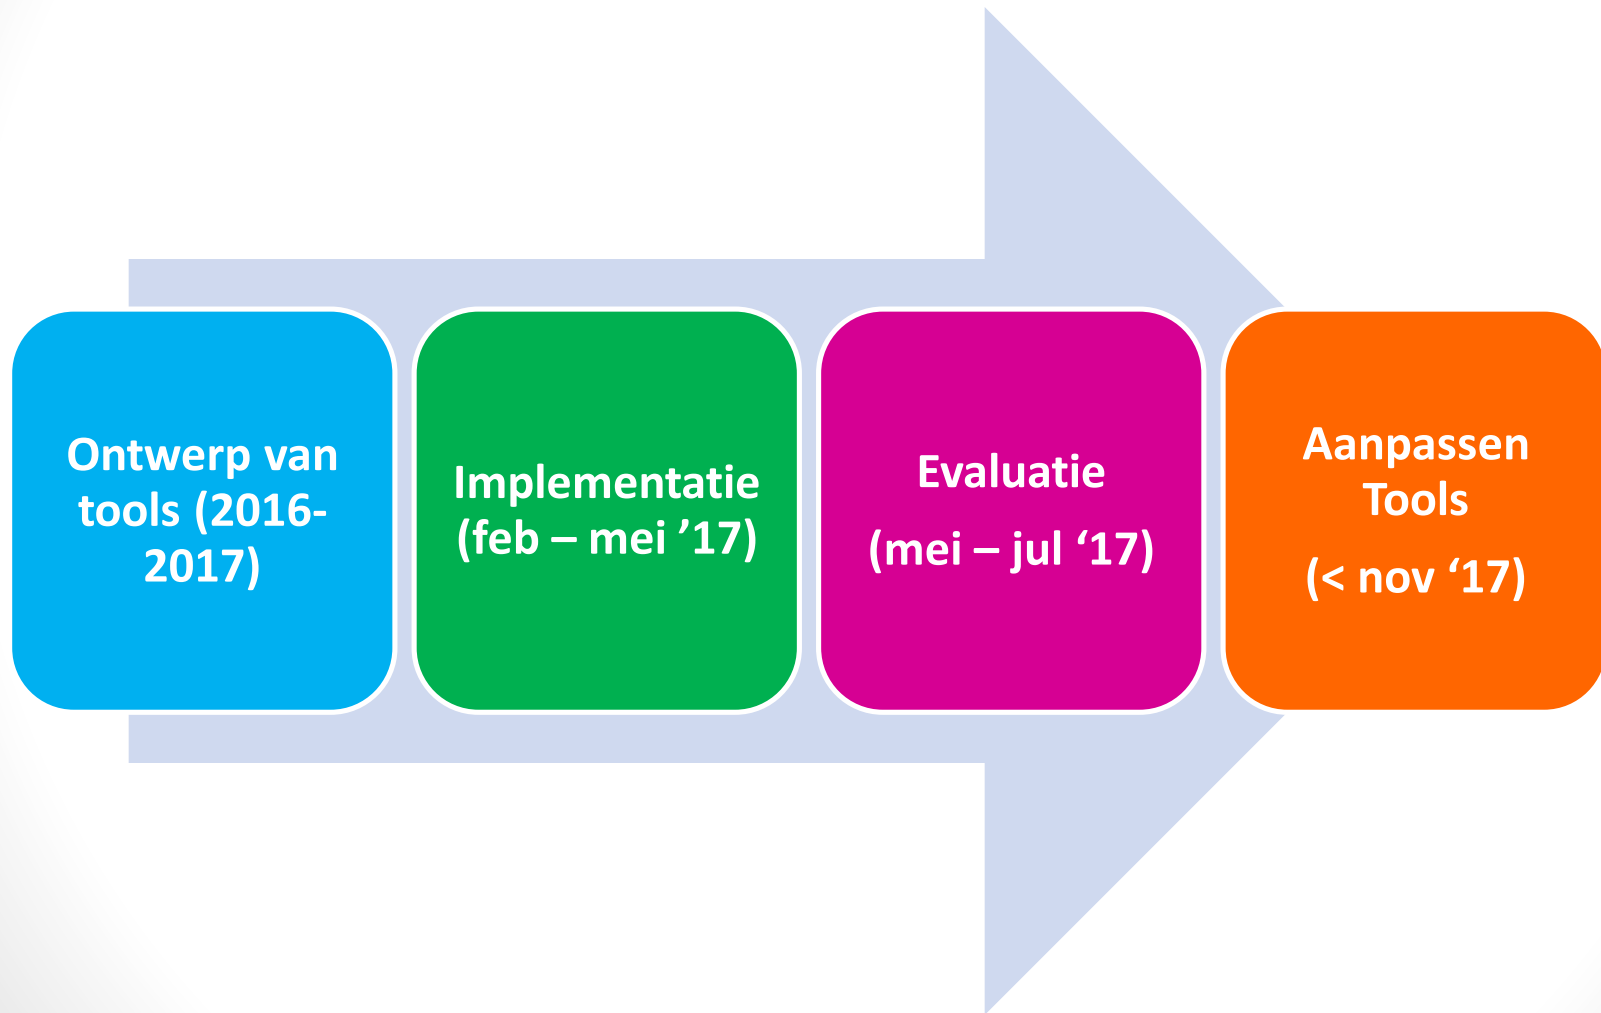 Ontwerp van
tools (2016-
2017)
Implementatie
(feb – mei ’17)
Evaluatie
(mei – jul ‘17)
Aanpassen
Tools
(< nov ‘17)